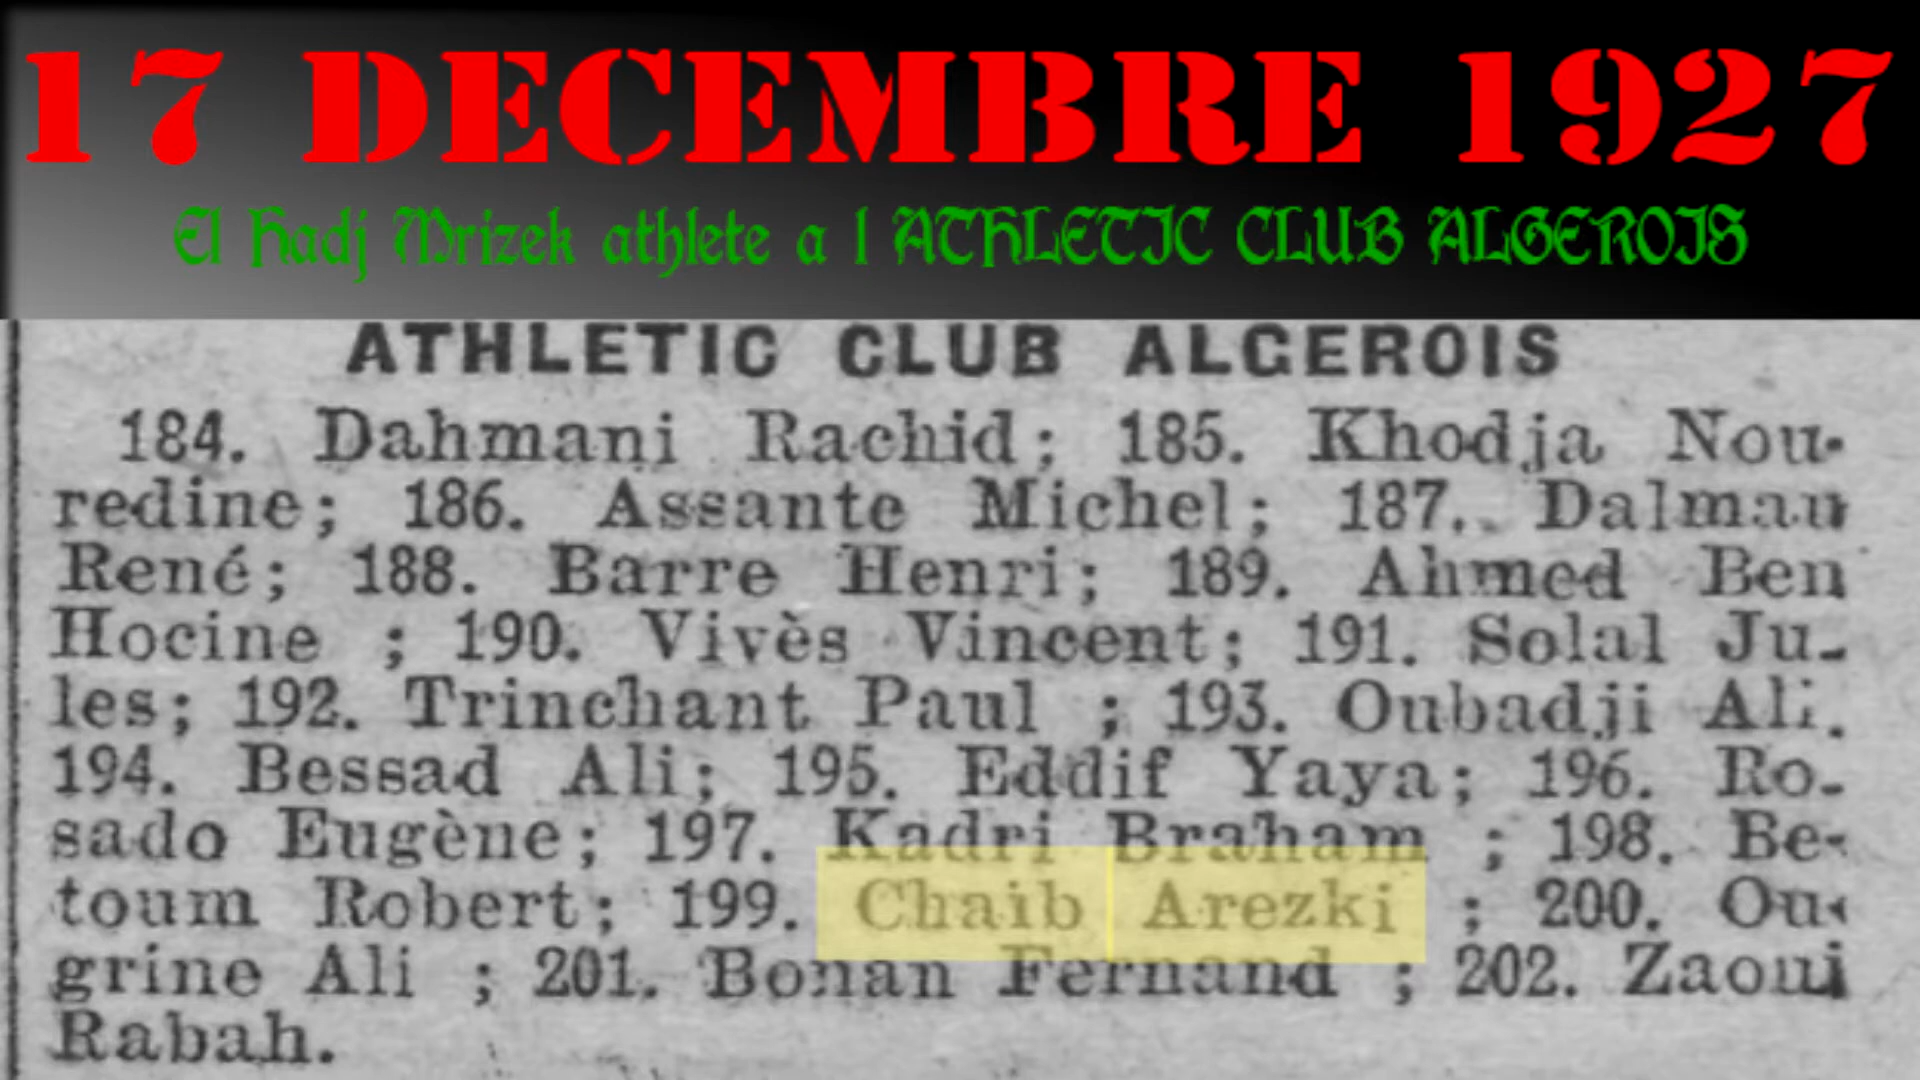 17 DECEMBRE 1927
El Hadj Mrizek athlete a l ATHLETIC CLUB ALGEROIS
ATHLETIC CLUB ALGEROIS
184. Dahmani Rachid; 185. Khodja Nou-
redine; 186. Assante Michel; 187. Dalmau
René; 188. Barre Henri; 189. Ahmed Ben
Hocine ; 190. Vivès Vincent; 191. Solal Ju-
les; 192. Trinchant Paul ; 193. Oubadji Ali.
194. Bessad Ali; 195. Eddif Yaya; 196. Ro-
sado Eugène; 197. Kadri Braham ; 198. Be-
toum Robert; 199. Chaib Arezki ; 200. Ou-
grine Ali ; 201. Bonan Fernand ; 202. Zaoui
Rabah.